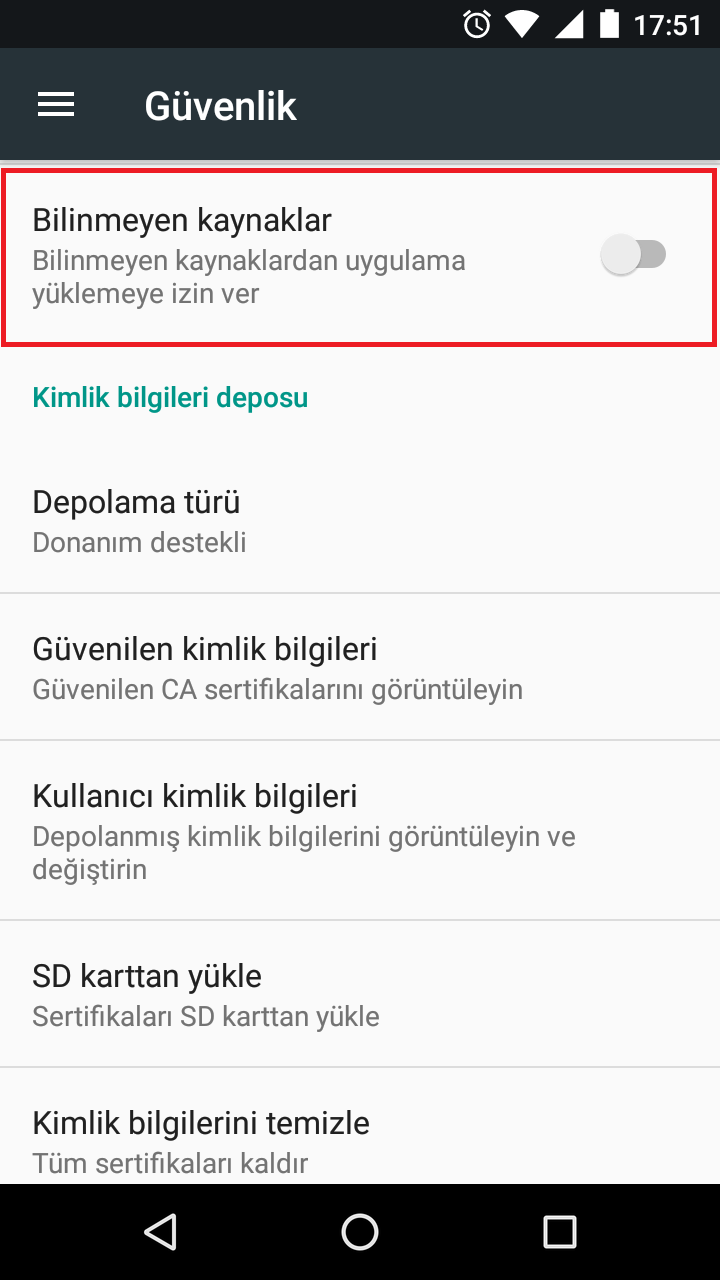 17:51
Güvenlik
Bilinmeyen kaynaklar
Bilinmeyen kaynaklardan uygulama
yüklemeye izin ver
Kimlik bilgileri deposu
Depolama türü
Donanım destekli
Güvenilen kimlik bilgileri
Güvenilen CA sertifikalarını görüntüleyin
Kullanıcı kimlik bilgileri
Depolanmış kimlik bilgilerini görüntüleyin ve
değiştirin
SD karttan yükle
Sertifikaları SD karttan yükle
Kimlik bilgilerini temizle
Tüm sertifikaları kaldır